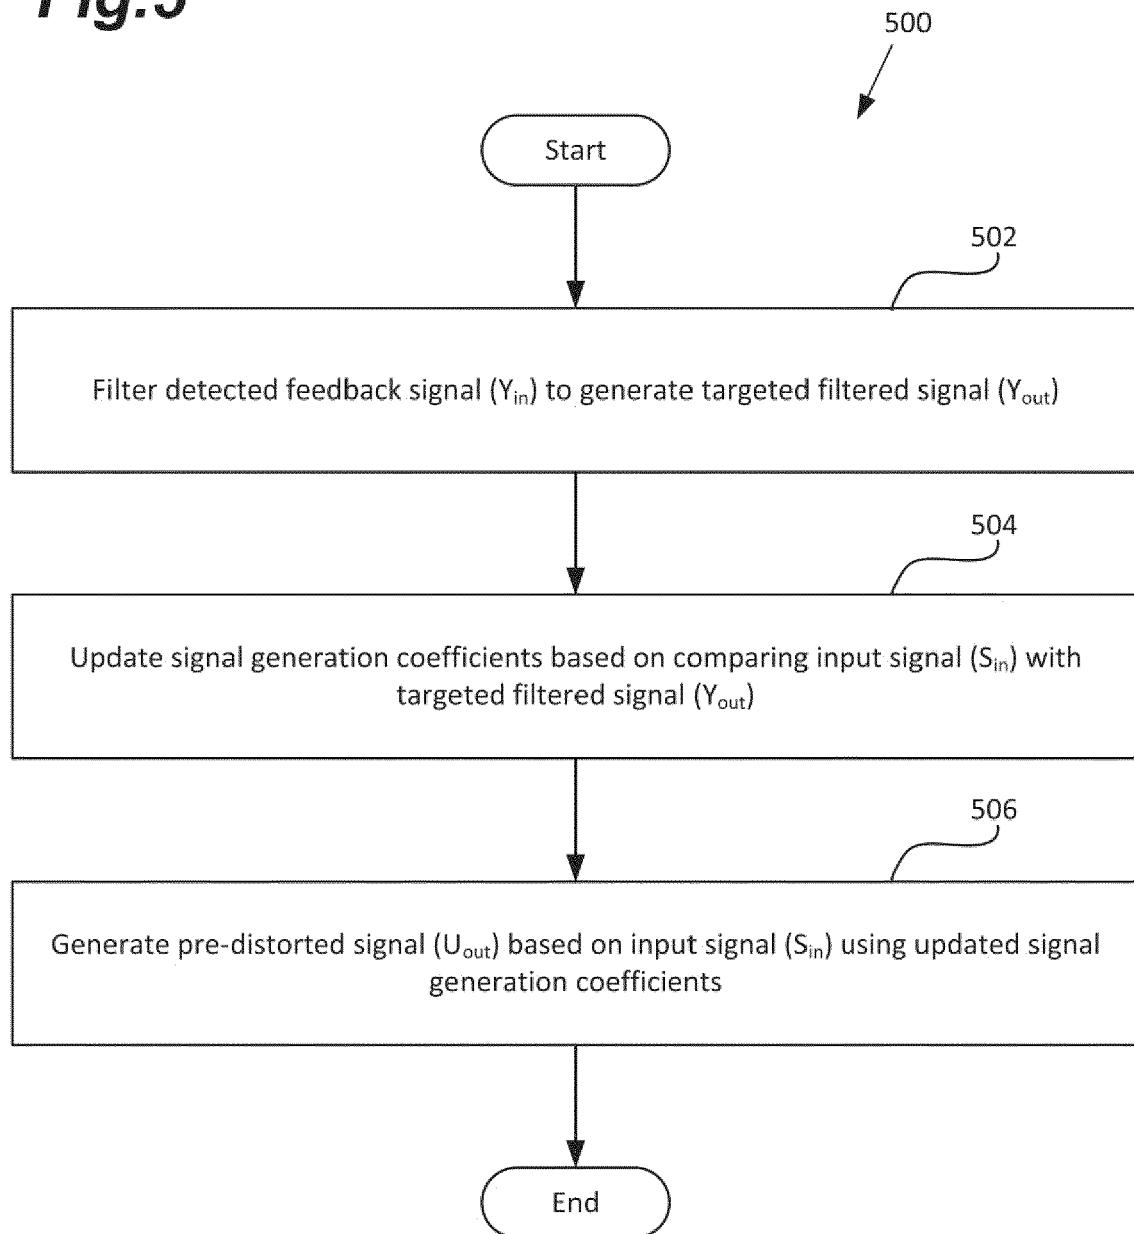 Fig.5
500
Start
502
Filter detected feedback signal (Yin) to generate targeted filtered signal (Yout)
504
Update signal generation coefficients based on comparing input signal (Sin) with
targeted filtered signal (Yout)
506
Generate pre-distorted signal (Uout) based on input signal (Sin) using updated signal
generation coefficients
End